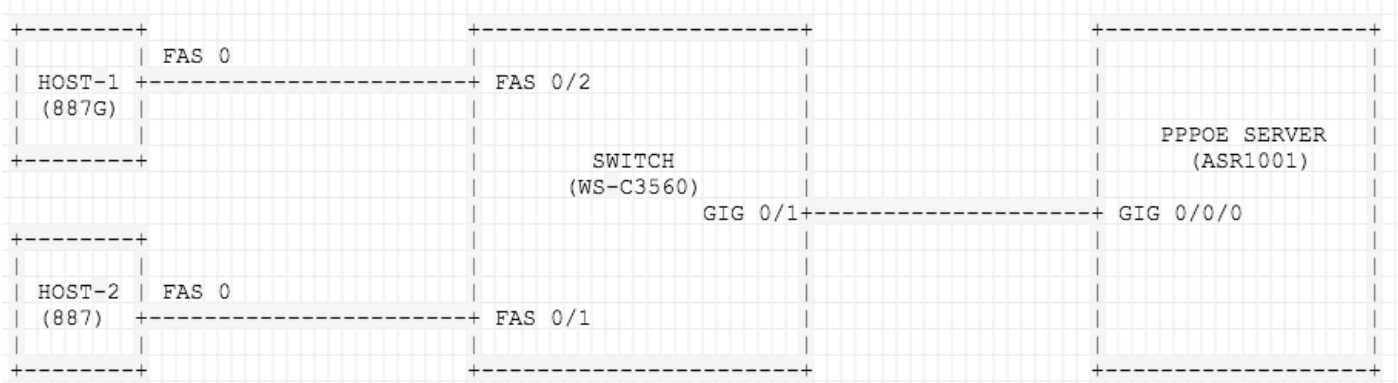 FAS 0
HOST-1
FAS 0/2
(887G)
PPPOE SERVER
SWITCH
(ASR1001)
(WS-C3560)
GIG 0/1
GIG 0/0/0
HOST-2
FAS 0
(887)
FAS 0/1